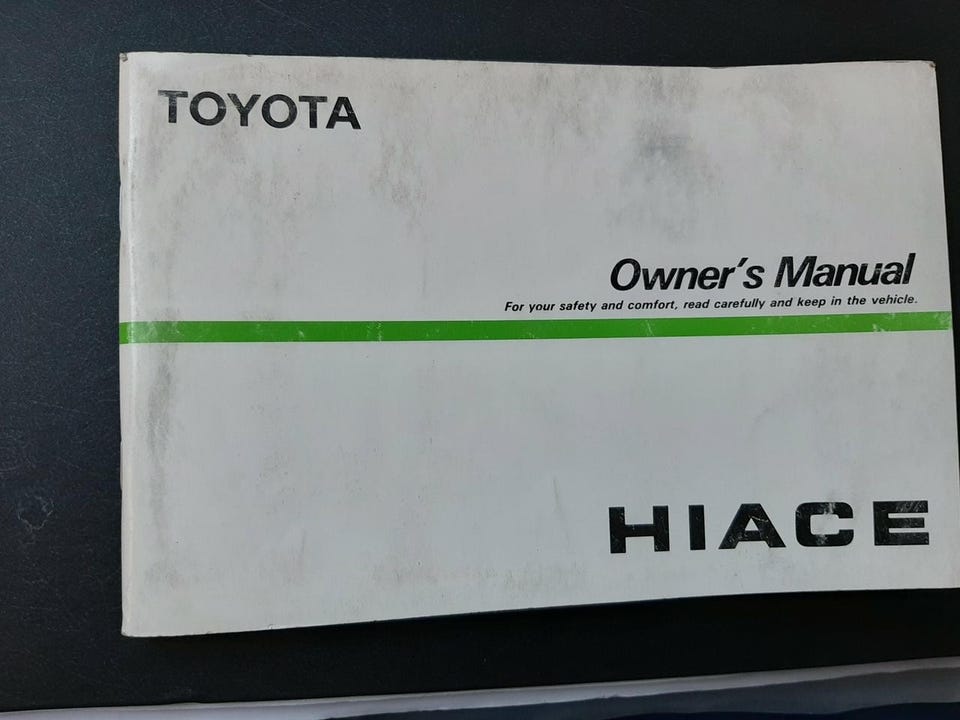 TOYOTA
Owner's Manual
For your safety and comfort, read carefully and keep in the vehicle.
HIACE